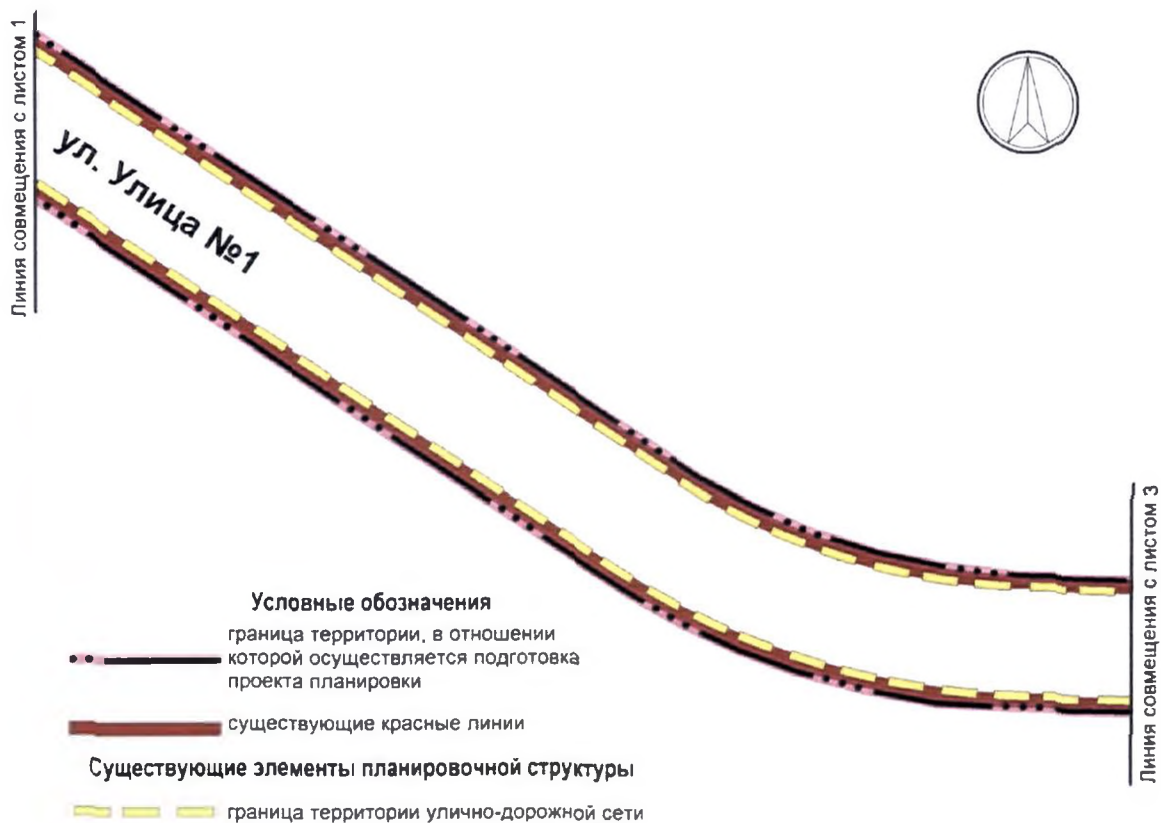 Линия совмещения с листом 1
ул. Улица №1
Линия совмещения с листом 3
Условные обозначения
граница территории, в отношении
которой осуществляется подготовка
проекта планировки
существующие красные линии
Существующие элементы планировочной структуры
граница территории улично-дорожной сети